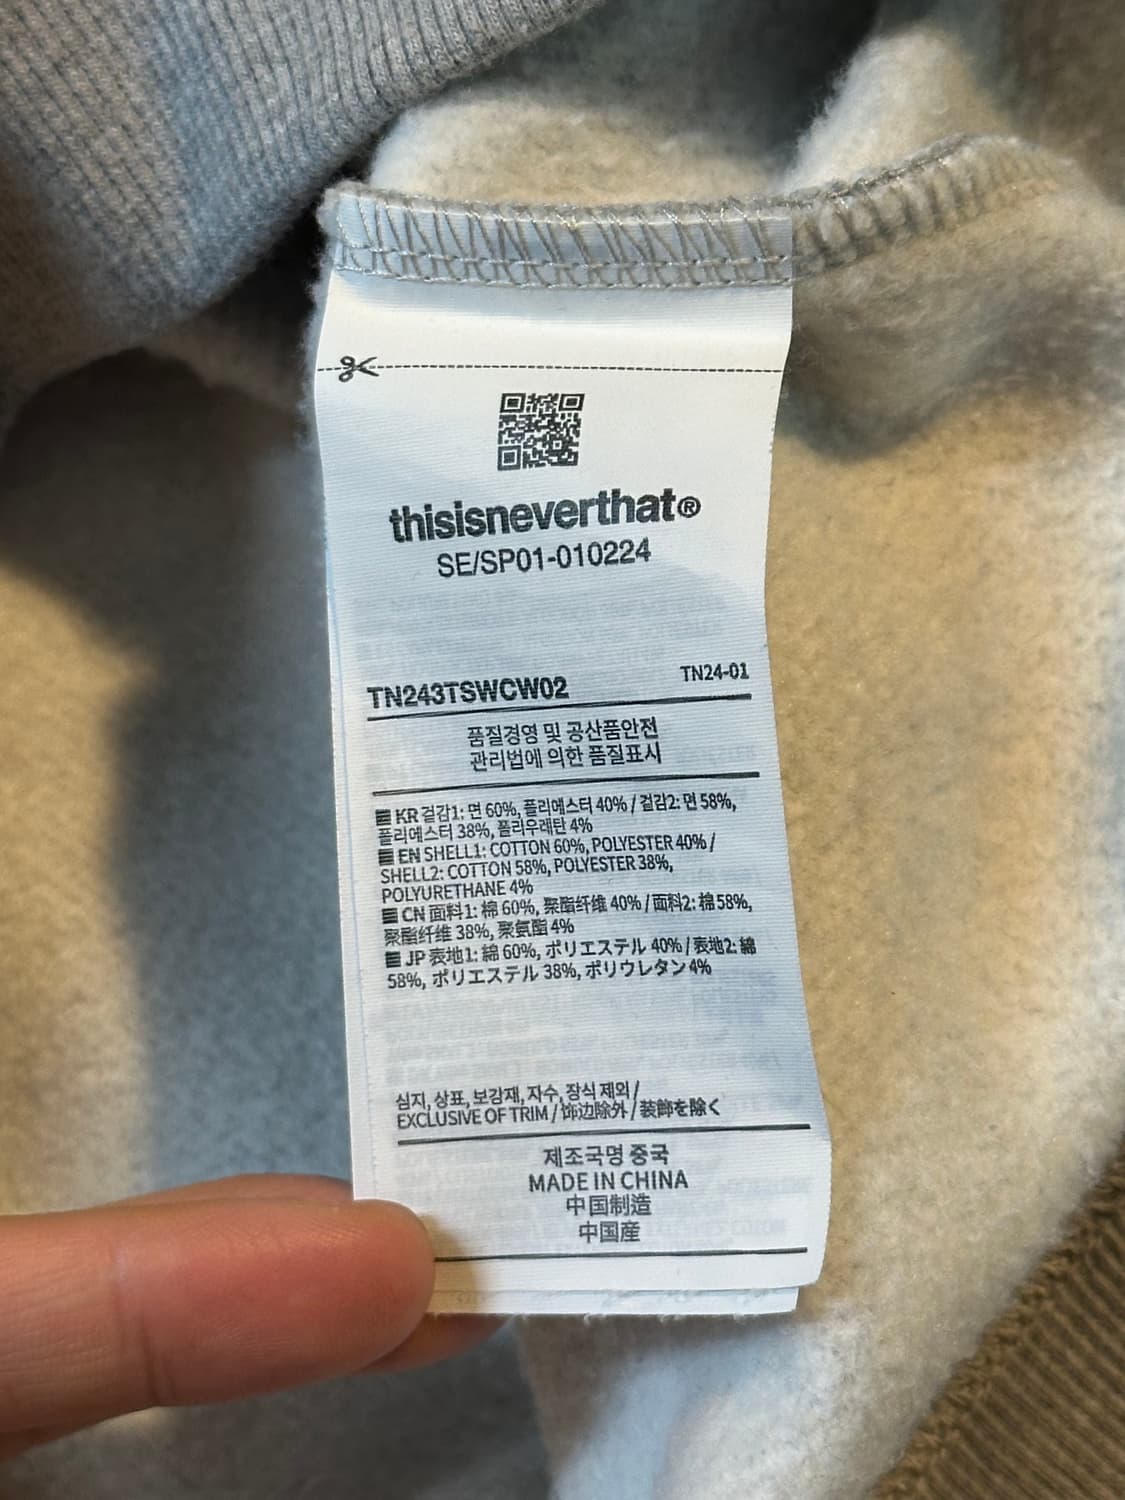 thisisneverthat®
SE/SP01-010224
TN243TSWCW02 TN24-01
품질경영 및 공산품안전
관리법에 의한 품질표시
KR 겉감1: 면 60%, 폴리에스터 40% / 겉감2: 면 58%,
폴리에스터 38%, 폴리우레탄 4%
EN SHELL1: COTTON 60%, POLYESTER 40% /
SHELL2: COTTON 58%, POLYESTER 38%,
POLYURETHANE 4%
CN 面料1: 棉 60%, 聚酯纤维 40% / 面料2: 棉 58%,
聚酯纤维 38%, 聚氨酯 4%
JP 表地1: 綿 60%, ポリエステル 40% / 表地2: 綿
58%, ポリエステル 38%, ポリウレタン 4%
심지, 상표, 보강재, 자수, 장식 제외 /
EXCLUSIVE OF TRIM / 饰边除外 / 装飾を除く
제조국명 중국
MADE IN CHINA
中国制造
中国産